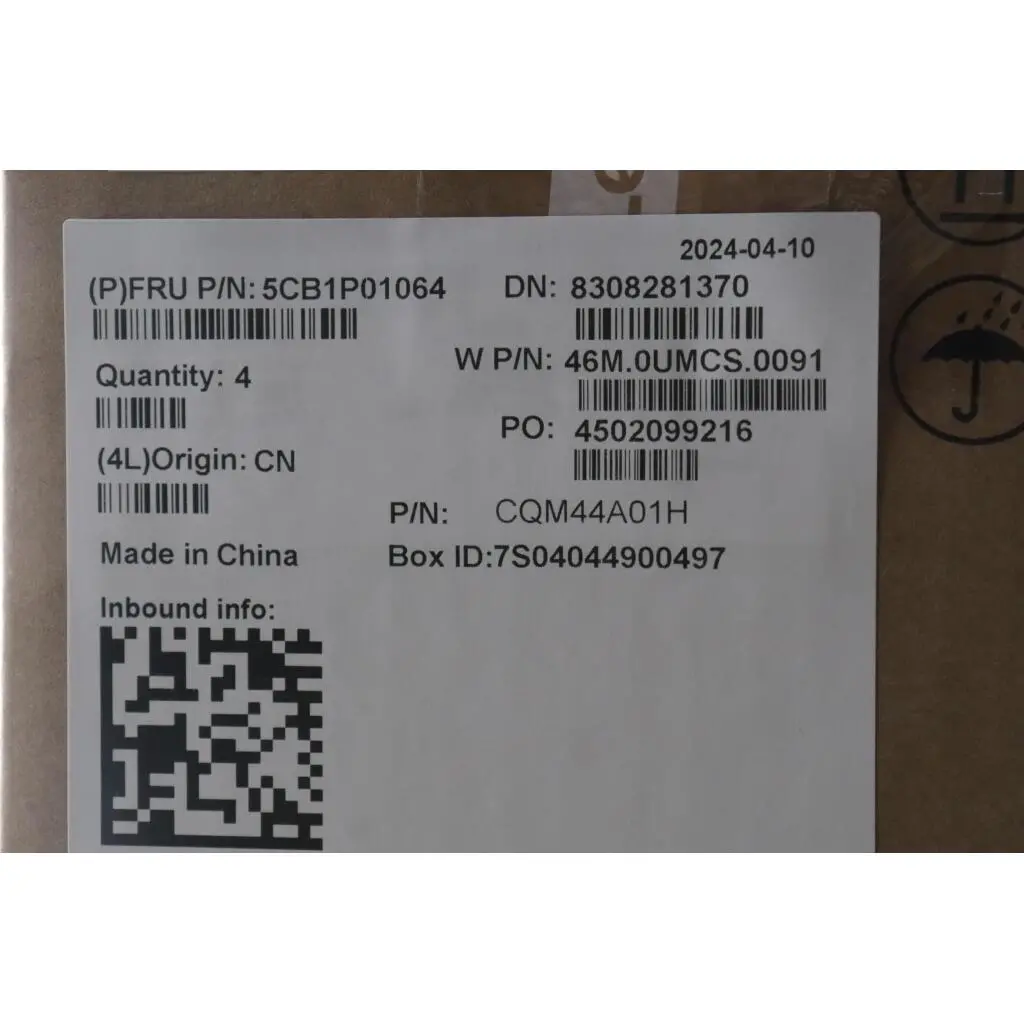 2024-04-10
(P)FRU P/N: 5CB1P01064 DN: 8308281370
W P/N: 46M.0UMCS.0091
Quantity: 4
PO: 4502099216
(4L)Origin: CN
P/N: CQM44A01H
Made in China Box ID:7S04044900497
Inbound info: